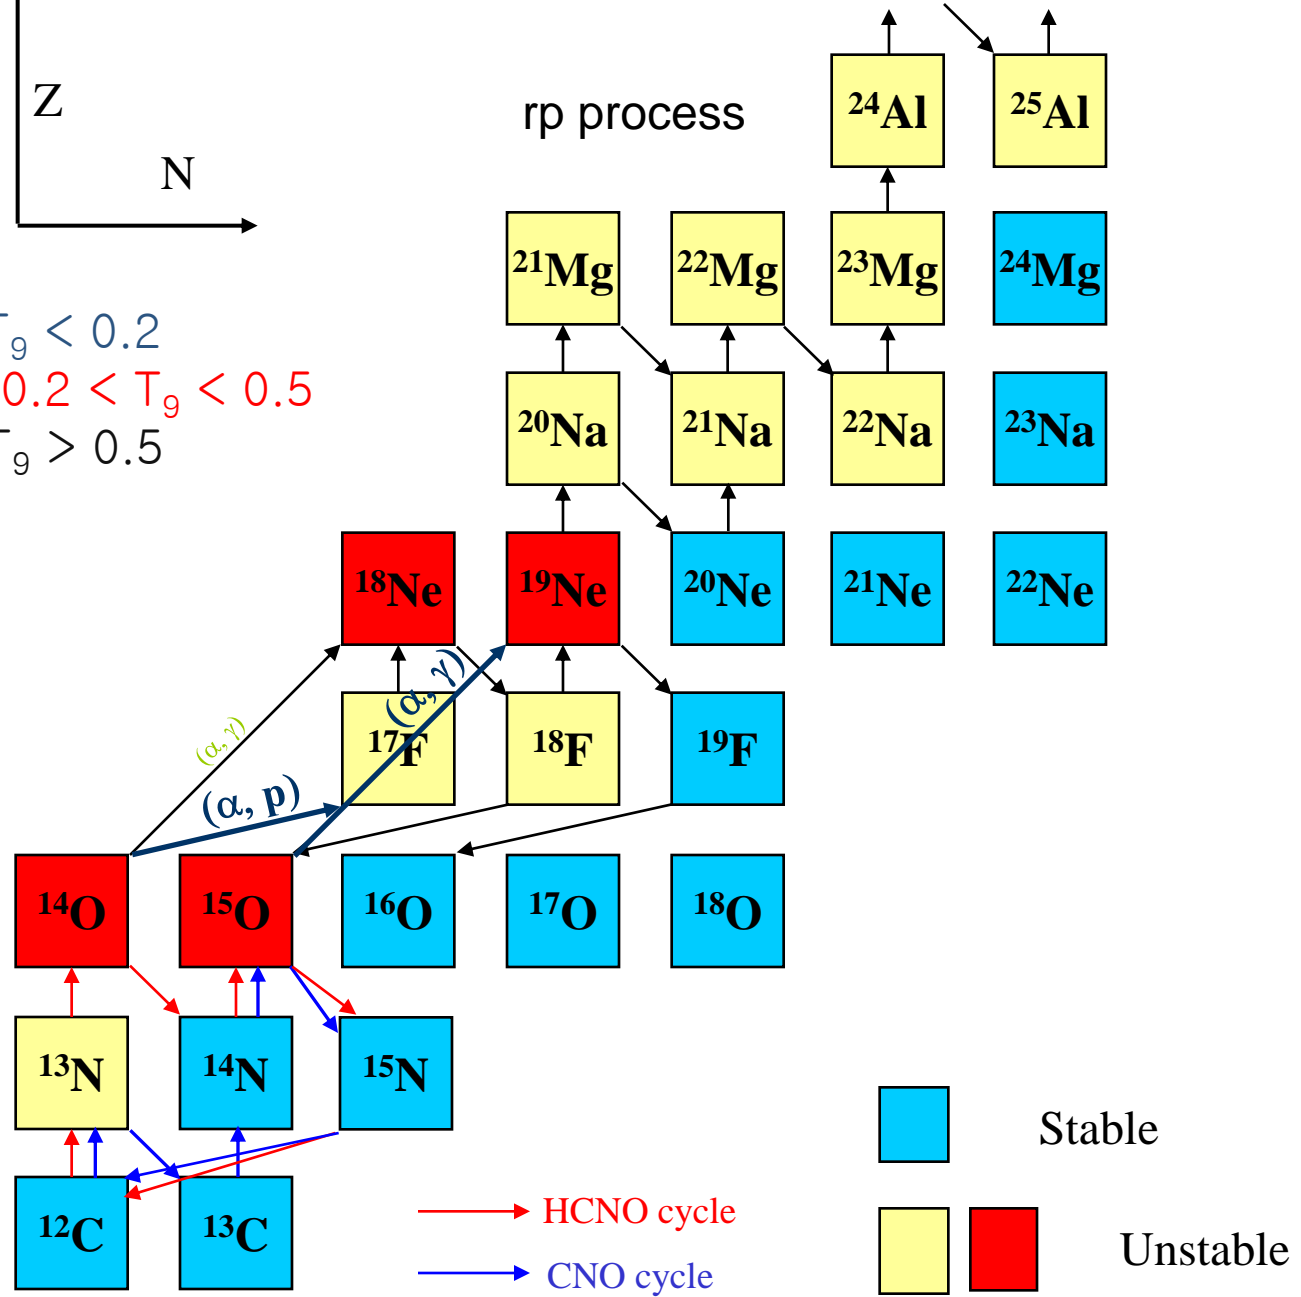 Z
N
rp process
²⁴Al
²⁵Al
²¹Mg
²²Mg
²³Mg
²⁴Mg
T₉ < 0.2
0.2 < T₉ < 0.5
T₉ > 0.5
²⁰Na
²¹Na
²²Na
²³Na
¹⁸Ne
¹⁹Ne
²⁰Ne
²¹Ne
²²Ne
(α, γ)
(α, γ)
(α, p)
¹⁷F
¹⁸F
¹⁹F
¹⁴O
¹⁵O
¹⁶O
¹⁷O
¹⁸O
¹³N
¹⁴N
¹⁵N
¹²C
¹³C
HCNO cycle
CNO cycle
Stable
Unstable